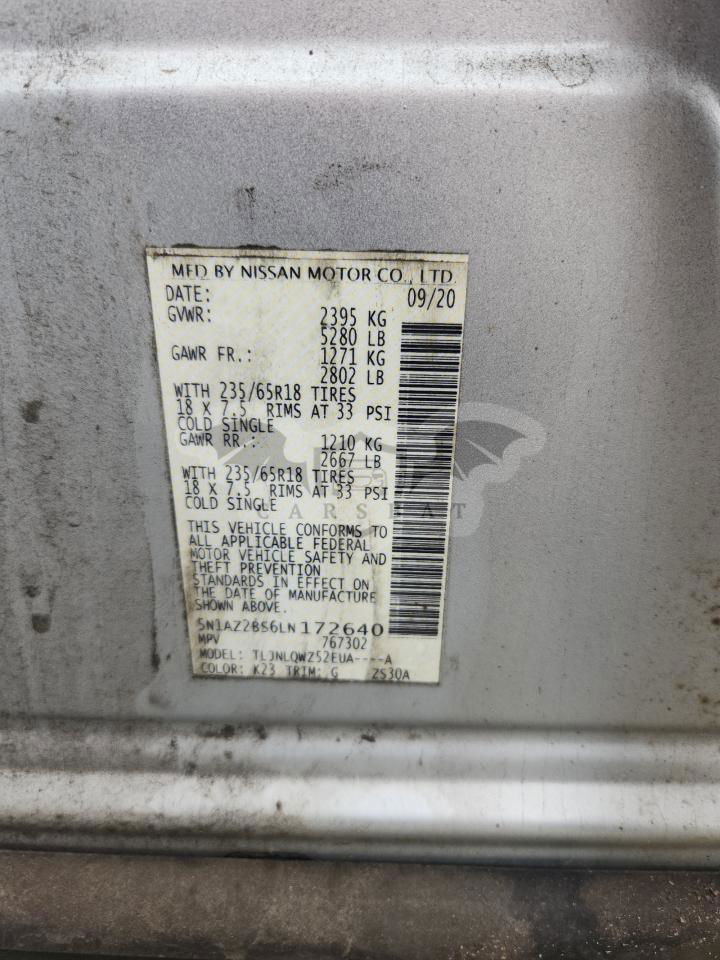 MFD BY NISSAN MOTOR CO., LTD.
DATE: 09/20
GVWR: 2395 KG
5280 LB
GAWR FR.: 1271 KG
2802 LB
WITH 235/65R18 TIRES
18 X 7.5 RIMS AT 33 PSI
COLD SINGLE
GAWR RR.: 1210 KG
2667 LB
WITH 235/65R18 TIRES
18 X 7.5 RIMS AT 33 PSI
COLD SINGLE
CARSBAT
THIS VEHICLE CONFORMS TO
ALL APPLICABLE FEDERAL
MOTOR VEHICLE SAFETY AND
THEFT PREVENTION
STANDARDS IN EFFECT ON
THE DATE OF MANUFACTURE
SHOWN ABOVE.
5N1AZ2BS6LN172640
MPV 767302
MODEL: TLJNLQWZ52EUA----A
COLOR: K23 TRIM: G ZS30A